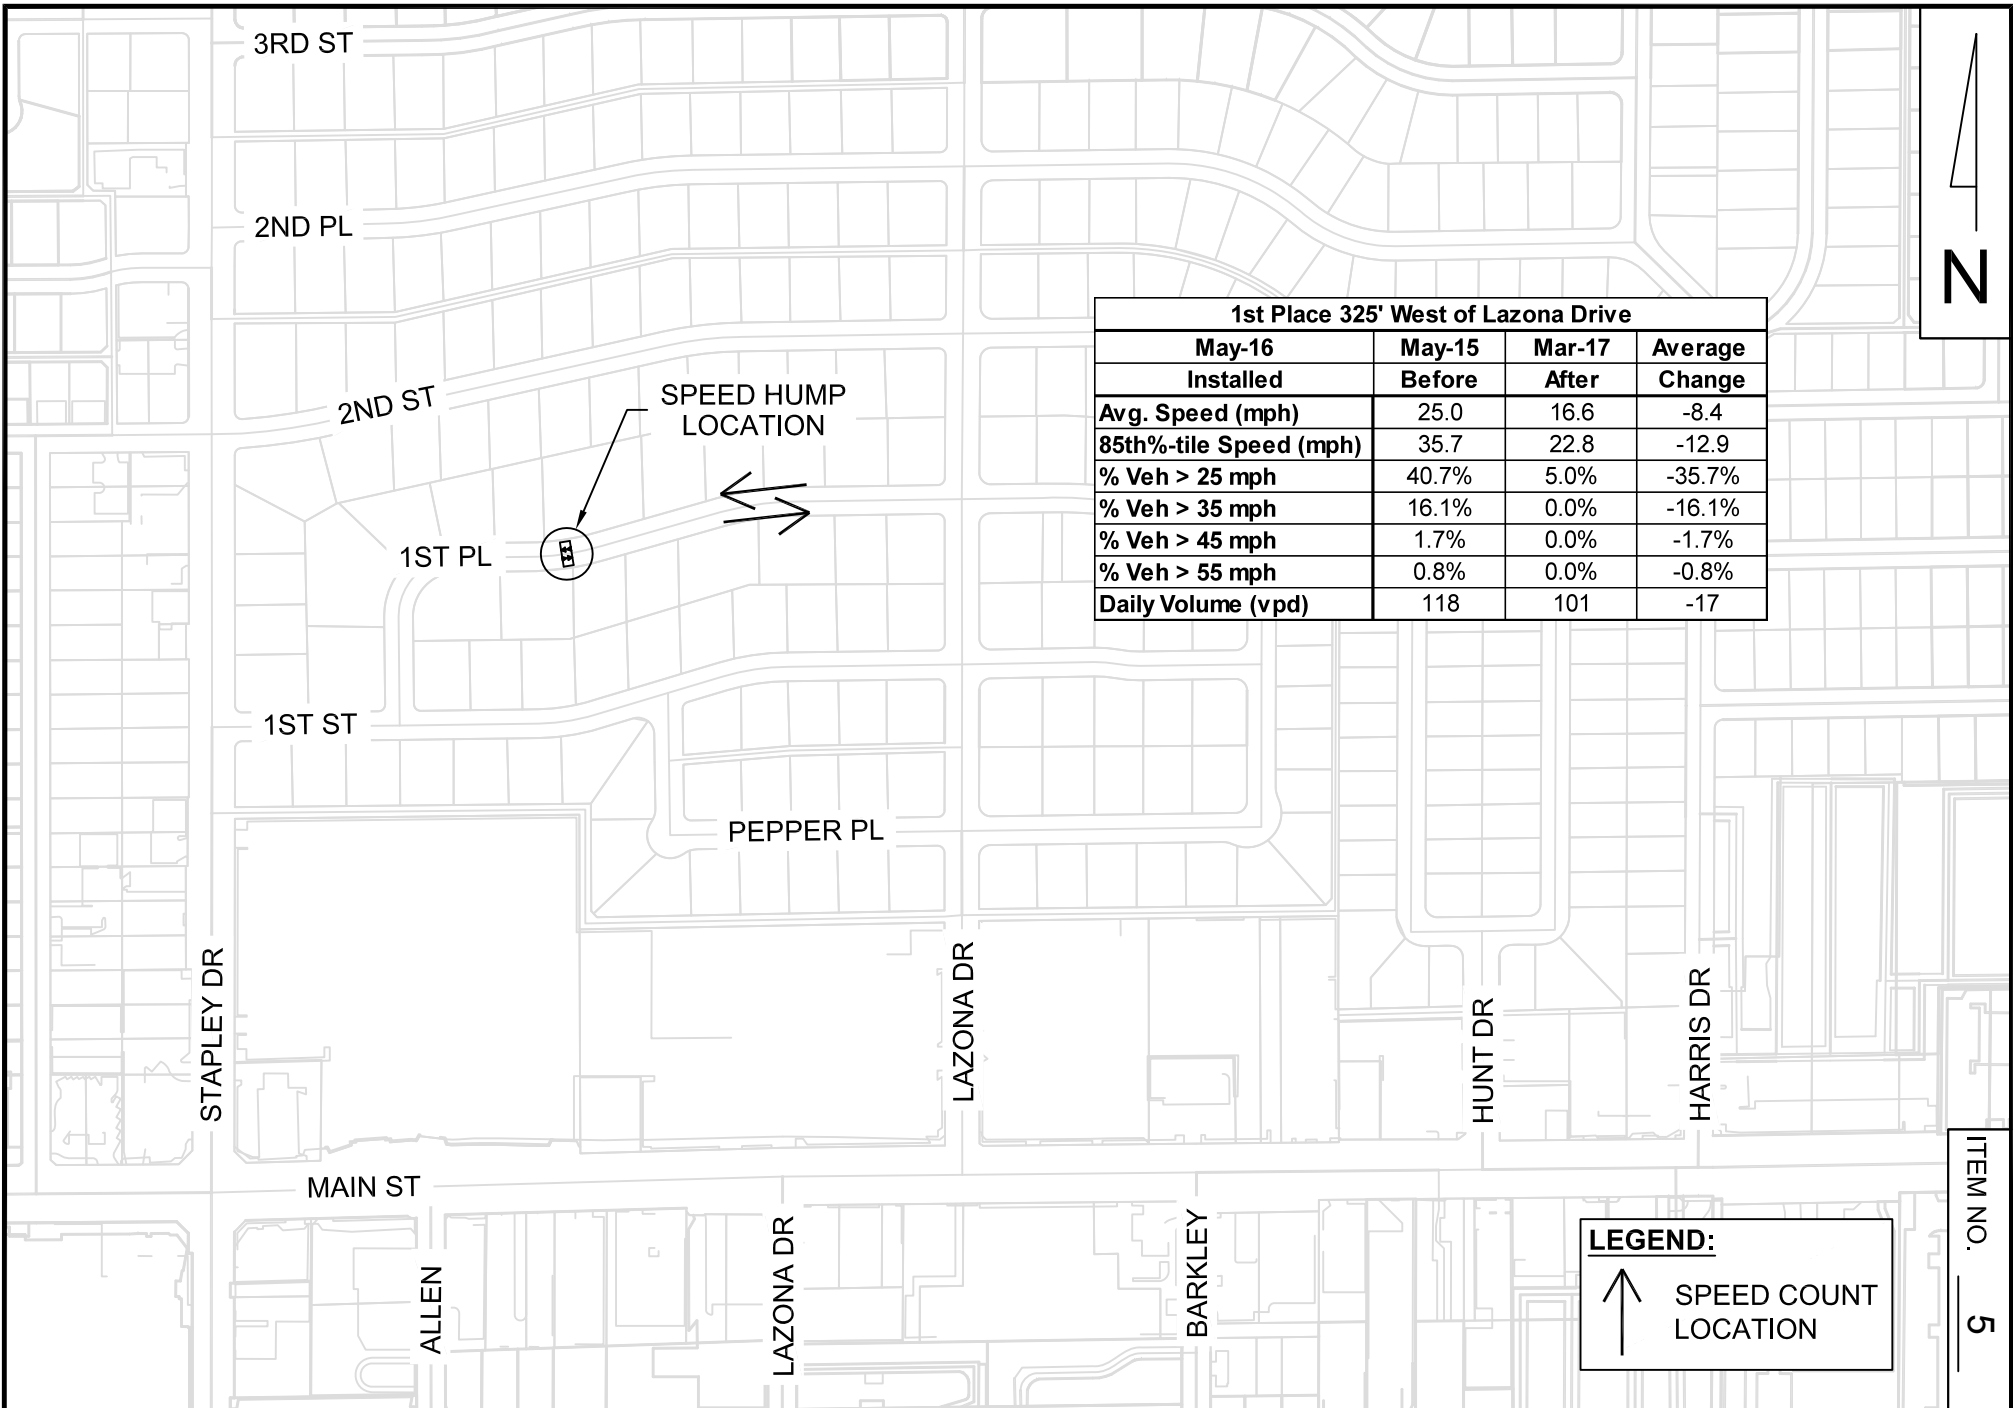 3RD ST
2ND PL
N
2ND ST
SPEED HUMP
LOCATION
1ST PL
1st Place 325' West of Lazona Drive
May-16 May-15 Mar-17 Average
Installed Before After Change
Avg. Speed (mph) 25.0 16.6 -8.4
85th%-tile Speed (mph) 35.7 22.8 -12.9
% Veh > 25 mph 40.7% 5.0% -35.7%
% Veh > 35 mph 16.1% 0.0% -16.1%
% Veh > 45 mph 1.7% 0.0% -1.7%
% Veh > 55 mph 0.8% 0.0% -0.8%
Daily Volume (vpd) 118 101 -17
1ST ST
PEPPER PL
STAPLEY DR
LAZONA DR
HUNT DR
HARRIS DR
MAIN ST
ALLEN
LAZONA DR
BARKLEY
LEGEND:
SPEED COUNT
LOCATION
ITEM NO. 5